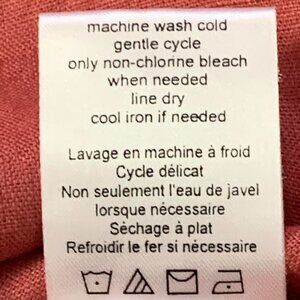 machine wash cold
gentle cycle
only non-chlorine bleach
when needed
line dry
cool iron if needed
Lavage en machine à froid
Cycle délicat
Non seulement l'eau de javel
lorsque nécessaire
Séchage à plat
Refroidir le fer si nécessaire